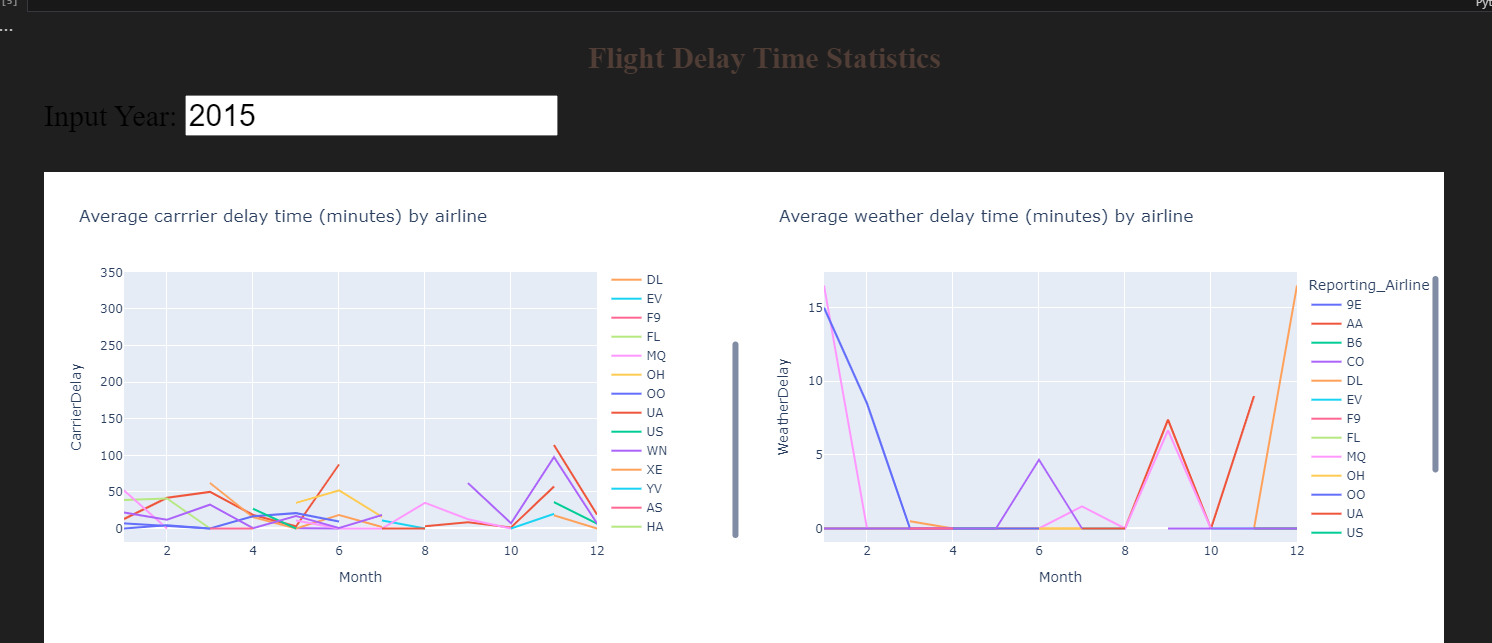 [5]
...
Flight Delay Time Statistics
Input Year: 2015
Average carrrier delay time (minutes) by airline
350
300
250
200
150
100
50
0
CarrierDelay
2 4 6 8 10 12
Month
DL
EV
F9
FL
MQ
OH
OO
UA
US
WN
XE
YV
AS
HA
Average weather delay time (minutes) by airline
15
10
5
0
WeatherDelay
2 4 6 8 10 12
Month
Reporting_Airline
9E
AA
B6
CO
DL
EV
F9
FL
MQ
OH
OO
UA
US